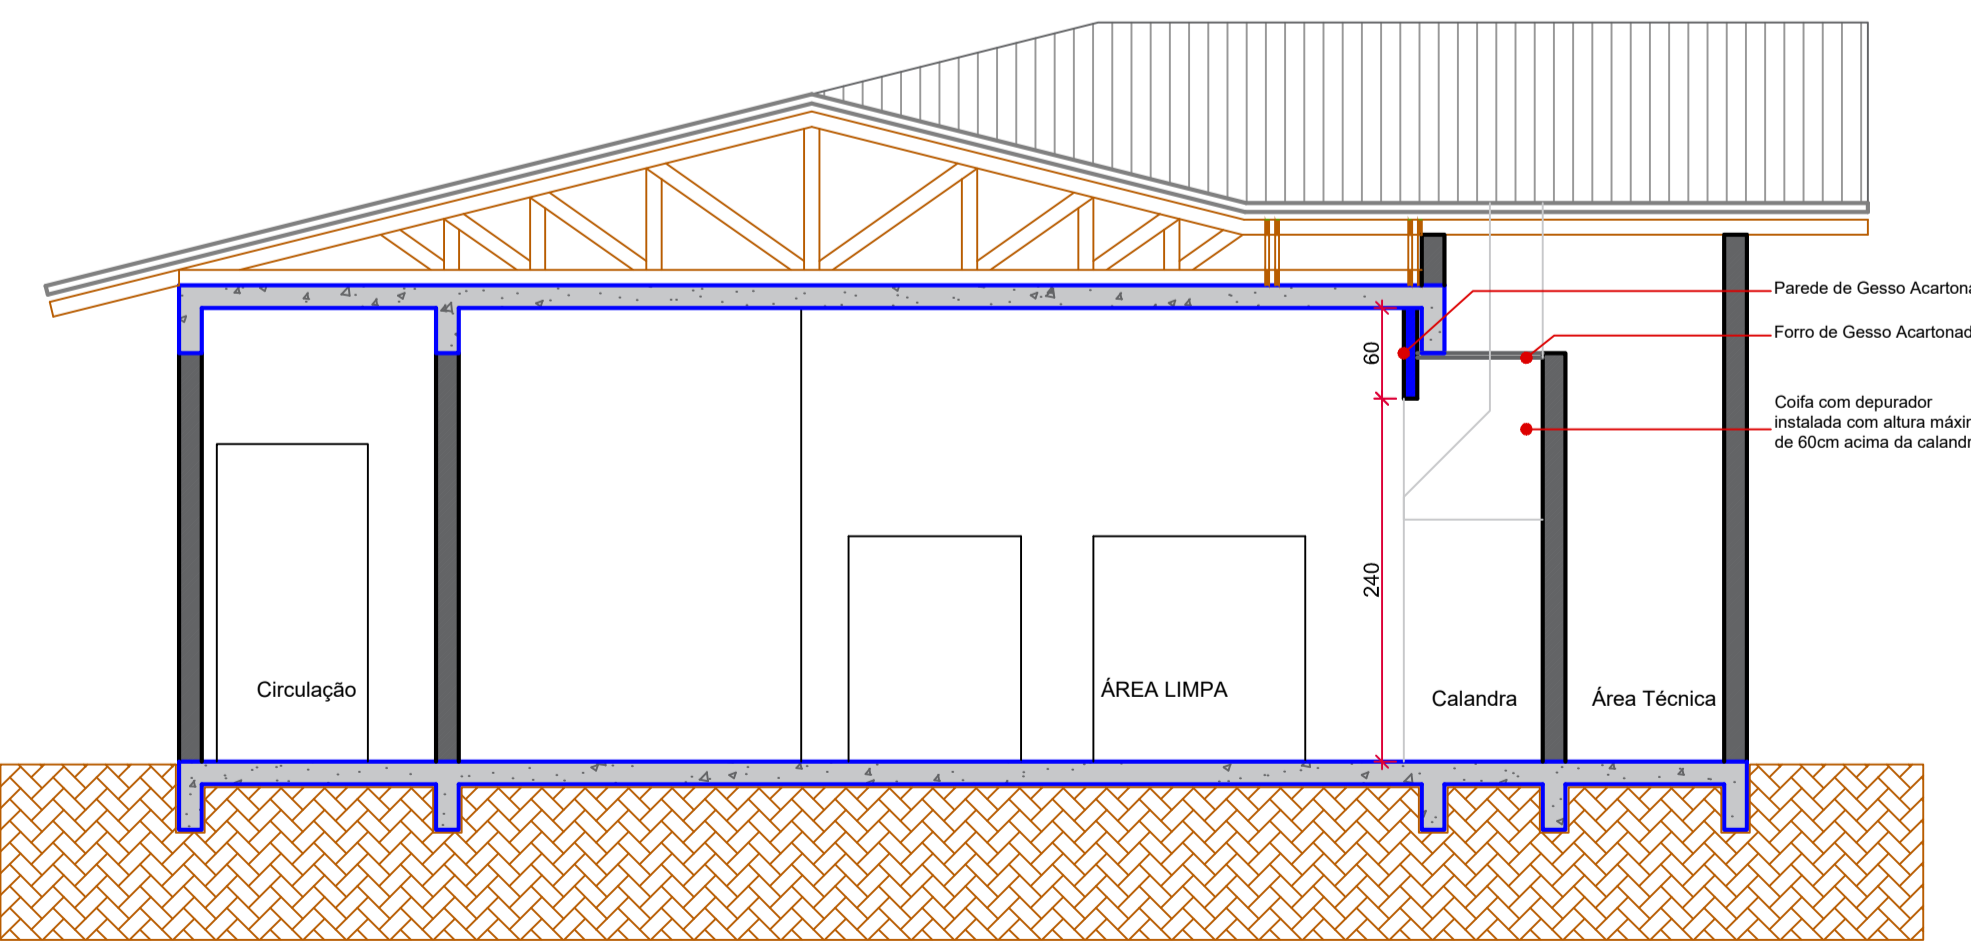 Parede de Gesso Acartona
Forro de Gesso Acartonad
Coifa com depurador
instalada com altura máxim
de 60cm acima da calandr
60
240
Circulação
ÁREA LIMPA
Calandra
Área Técnica